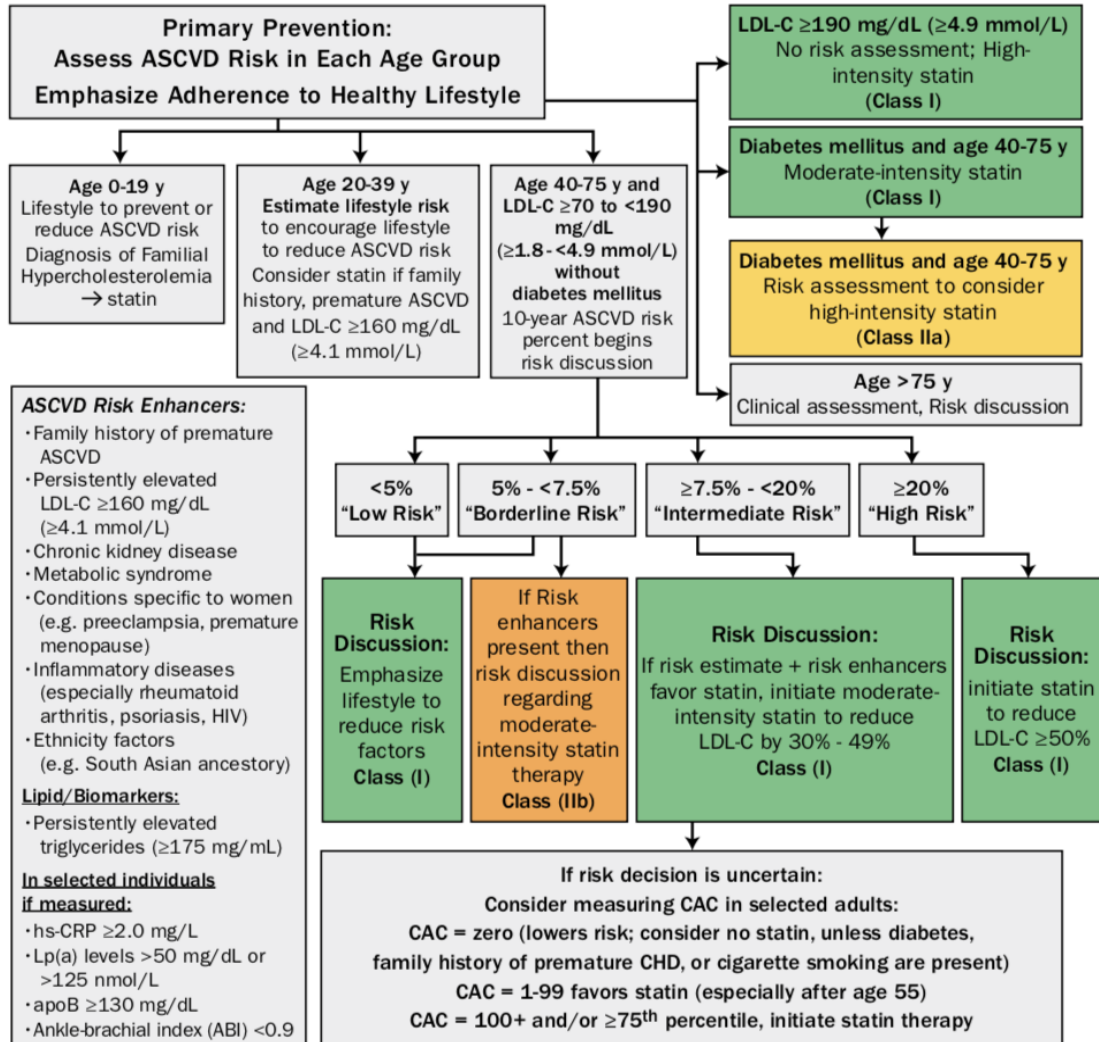 Primary Prevention:
Assess ASCVD Risk in Each Age Group
Emphasize Adherence to Healthy Lifestyle
LDL-C ≥190 mg/dL (≥4.9 mmol/L)
No risk assessment; High-
intensity statin
(Class I)
Diabetes mellitus and age 40-75 y
Moderate-intensity statin
(Class I)
Diabetes mellitus and age 40-75 y
Risk assessment to consider
high-intensity statin
(Class IIa)
Age >75 y
Clinical assessment, Risk discussion
Age 0-19 y
Lifestyle to prevent or
reduce ASCVD risk
Diagnosis of Familial
Hypercholesterolemia
→ statin
Age 20-39 y
Estimate lifestyle risk
to encourage lifestyle
to reduce ASCVD risk
Consider statin if family
history, premature ASCVD
and LDL-C ≥160 mg/dL
(≥4.1 mmol/L)
Age 40-75 y and
LDL-C ≥70 to <190
mg/dL
(≥1.8-<4.9 mmol/L)
without
diabetes mellitus
10-year ASCVD risk
percent begins
risk discussion
<5%
“Low Risk”
5% - <7.5%
“Borderline Risk”
≥7.5% - <20%
“Intermediate Risk”
≥20%
“High Risk”
Risk
Discussion:
Emphasize
lifestyle to
reduce risk
factors
Class (I)
If Risk
enhancers
present then
risk discussion
regarding
moderate-
intensity statin
therapy
Class (IIb)
Risk Discussion:
If risk estimate + risk enhancers
favor statin, initiate moderate-
intensity statin to reduce
LDL-C by 30% - 49%
Class (I)
Risk
Discussion:
initiate statin
to reduce
LDL-C ≥50%
Class (I)
If risk decision is uncertain:
Consider measuring CAC in selected adults:
CAC = zero (lowers risk; consider no statin, unless diabetes,
family history of premature CHD, or cigarette smoking are present)
CAC = 1-99 favors statin (especially after age 55)
CAC = 100+ and/or ≥75th percentile, initiate statin therapy
ASCVD Risk Enhancers:
·Family history of premature
ASCVD
·Persistently elevated
LDL-C ≥160 mg/dL
(≥4.1 mmol/L)
·Chronic kidney disease
·Metabolic syndrome
·Conditions specific to women
(e.g. preeclampsia, premature
menopause)
·Inflammatory diseases
(especially rheumatoid
arthritis, psoriasis, HIV)
·Ethnicity factors
(e.g. South Asian ancestory)
Lipid/Biomarkers:
·Persistently elevated
triglycerides (≥175 mg/mL)
In selected individuals
if measured:
·hs-CRP ≥2.0 mg/L
·Lp(a) levels >50 mg/dL or
>125 nmol/L
·apoB ≥130 mg/dL
·Ankle-brachial index (ABI) <0.9